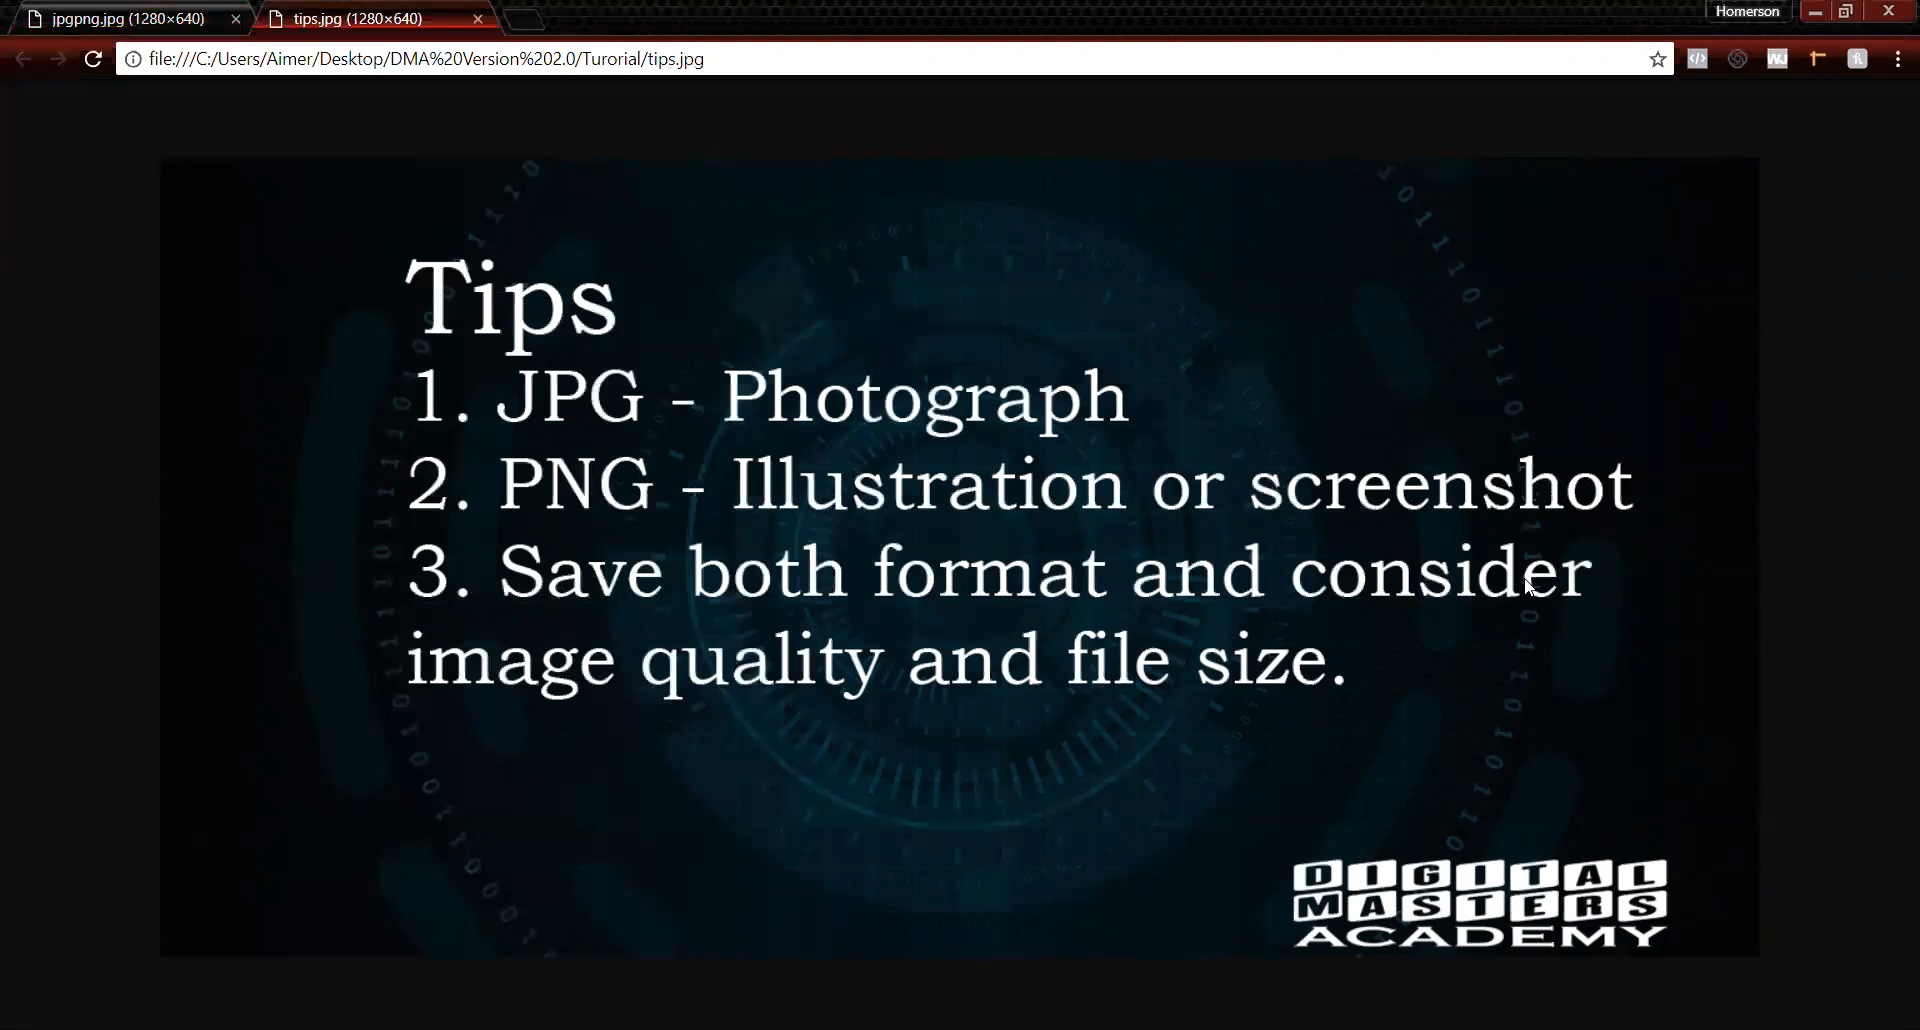 jpgpng.jpg (1280×640)
tips.jpg (1280×640)
Homerson
file:///C:/Users/Aimer/Desktop/DMA%20Version%202.0/Turorial/tips.jpg
Tips
1. JPG - Photograph
2. PNG - Illustration or screenshot
3. Save both format and consider
image quality and file size.
DIGITAL
MASTERS
ACADEMY